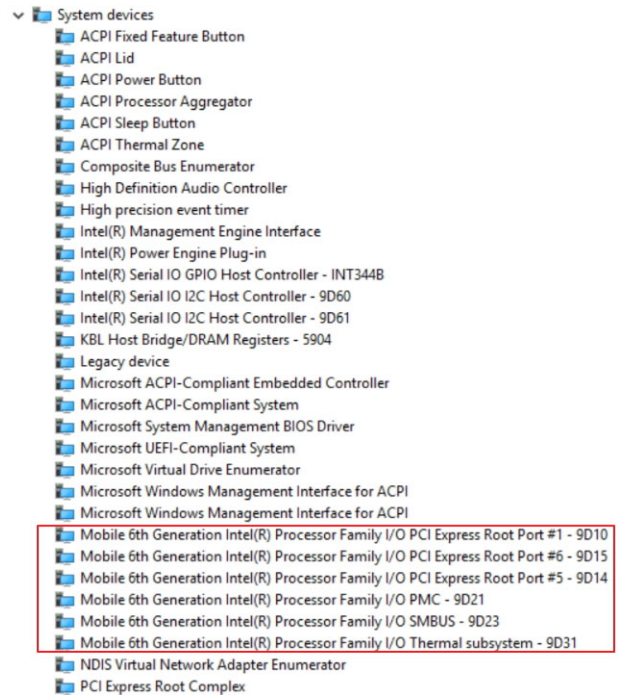 System devices
ACPI Fixed Feature Button
ACPI Lid
ACPI Power Button
ACPI Processor Aggregator
ACPI Sleep Button
ACPI Thermal Zone
Composite Bus Enumerator
High Definition Audio Controller
High precision event timer
Intel(R) Management Engine Interface
Intel(R) Power Engine Plug-in
Intel(R) Serial IO GPIO Host Controller - INT344B
Intel(R) Serial IO I2C Host Controller - 9D60
Intel(R) Serial IO I2C Host Controller - 9D61
KBL Host Bridge/DRAM Registers - 5904
Legacy device
Microsoft ACPI-Compliant Embedded Controller
Microsoft ACPI-Compliant System
Microsoft System Management BIOS Driver
Microsoft UEFI-Compliant System
Microsoft Virtual Drive Enumerator
Microsoft Windows Management Interface for ACPI
Microsoft Windows Management Interface for ACPI
Mobile 6th Generation Intel(R) Processor Family I/O PCI Express Root Port #1 - 9D10
Mobile 6th Generation Intel(R) Processor Family I/O PCI Express Root Port #6 - 9D15
Mobile 6th Generation Intel(R) Processor Family I/O PCI Express Root Port #5 - 9D14
Mobile 6th Generation Intel(R) Processor Family I/O PMC - 9D21
Mobile 6th Generation Intel(R) Processor Family I/O SMBUS - 9D23
Mobile 6th Generation Intel(R) Processor Family I/O Thermal subsystem - 9D31
NDIS Virtual Network Adapter Enumerator
PCI Express Root Complex